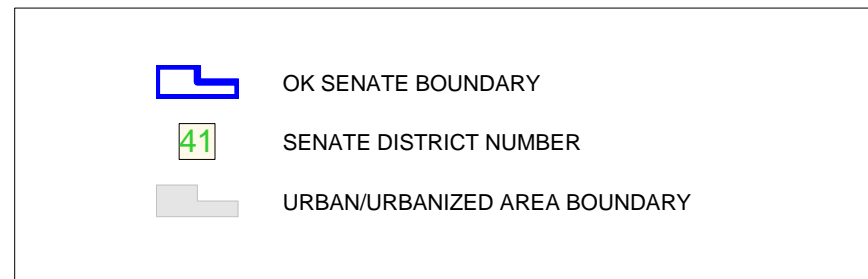 OK SENATE BOUNDARY
41 SENATE DISTRICT NUMBER
URBAN/URBANIZED AREA BOUNDARY